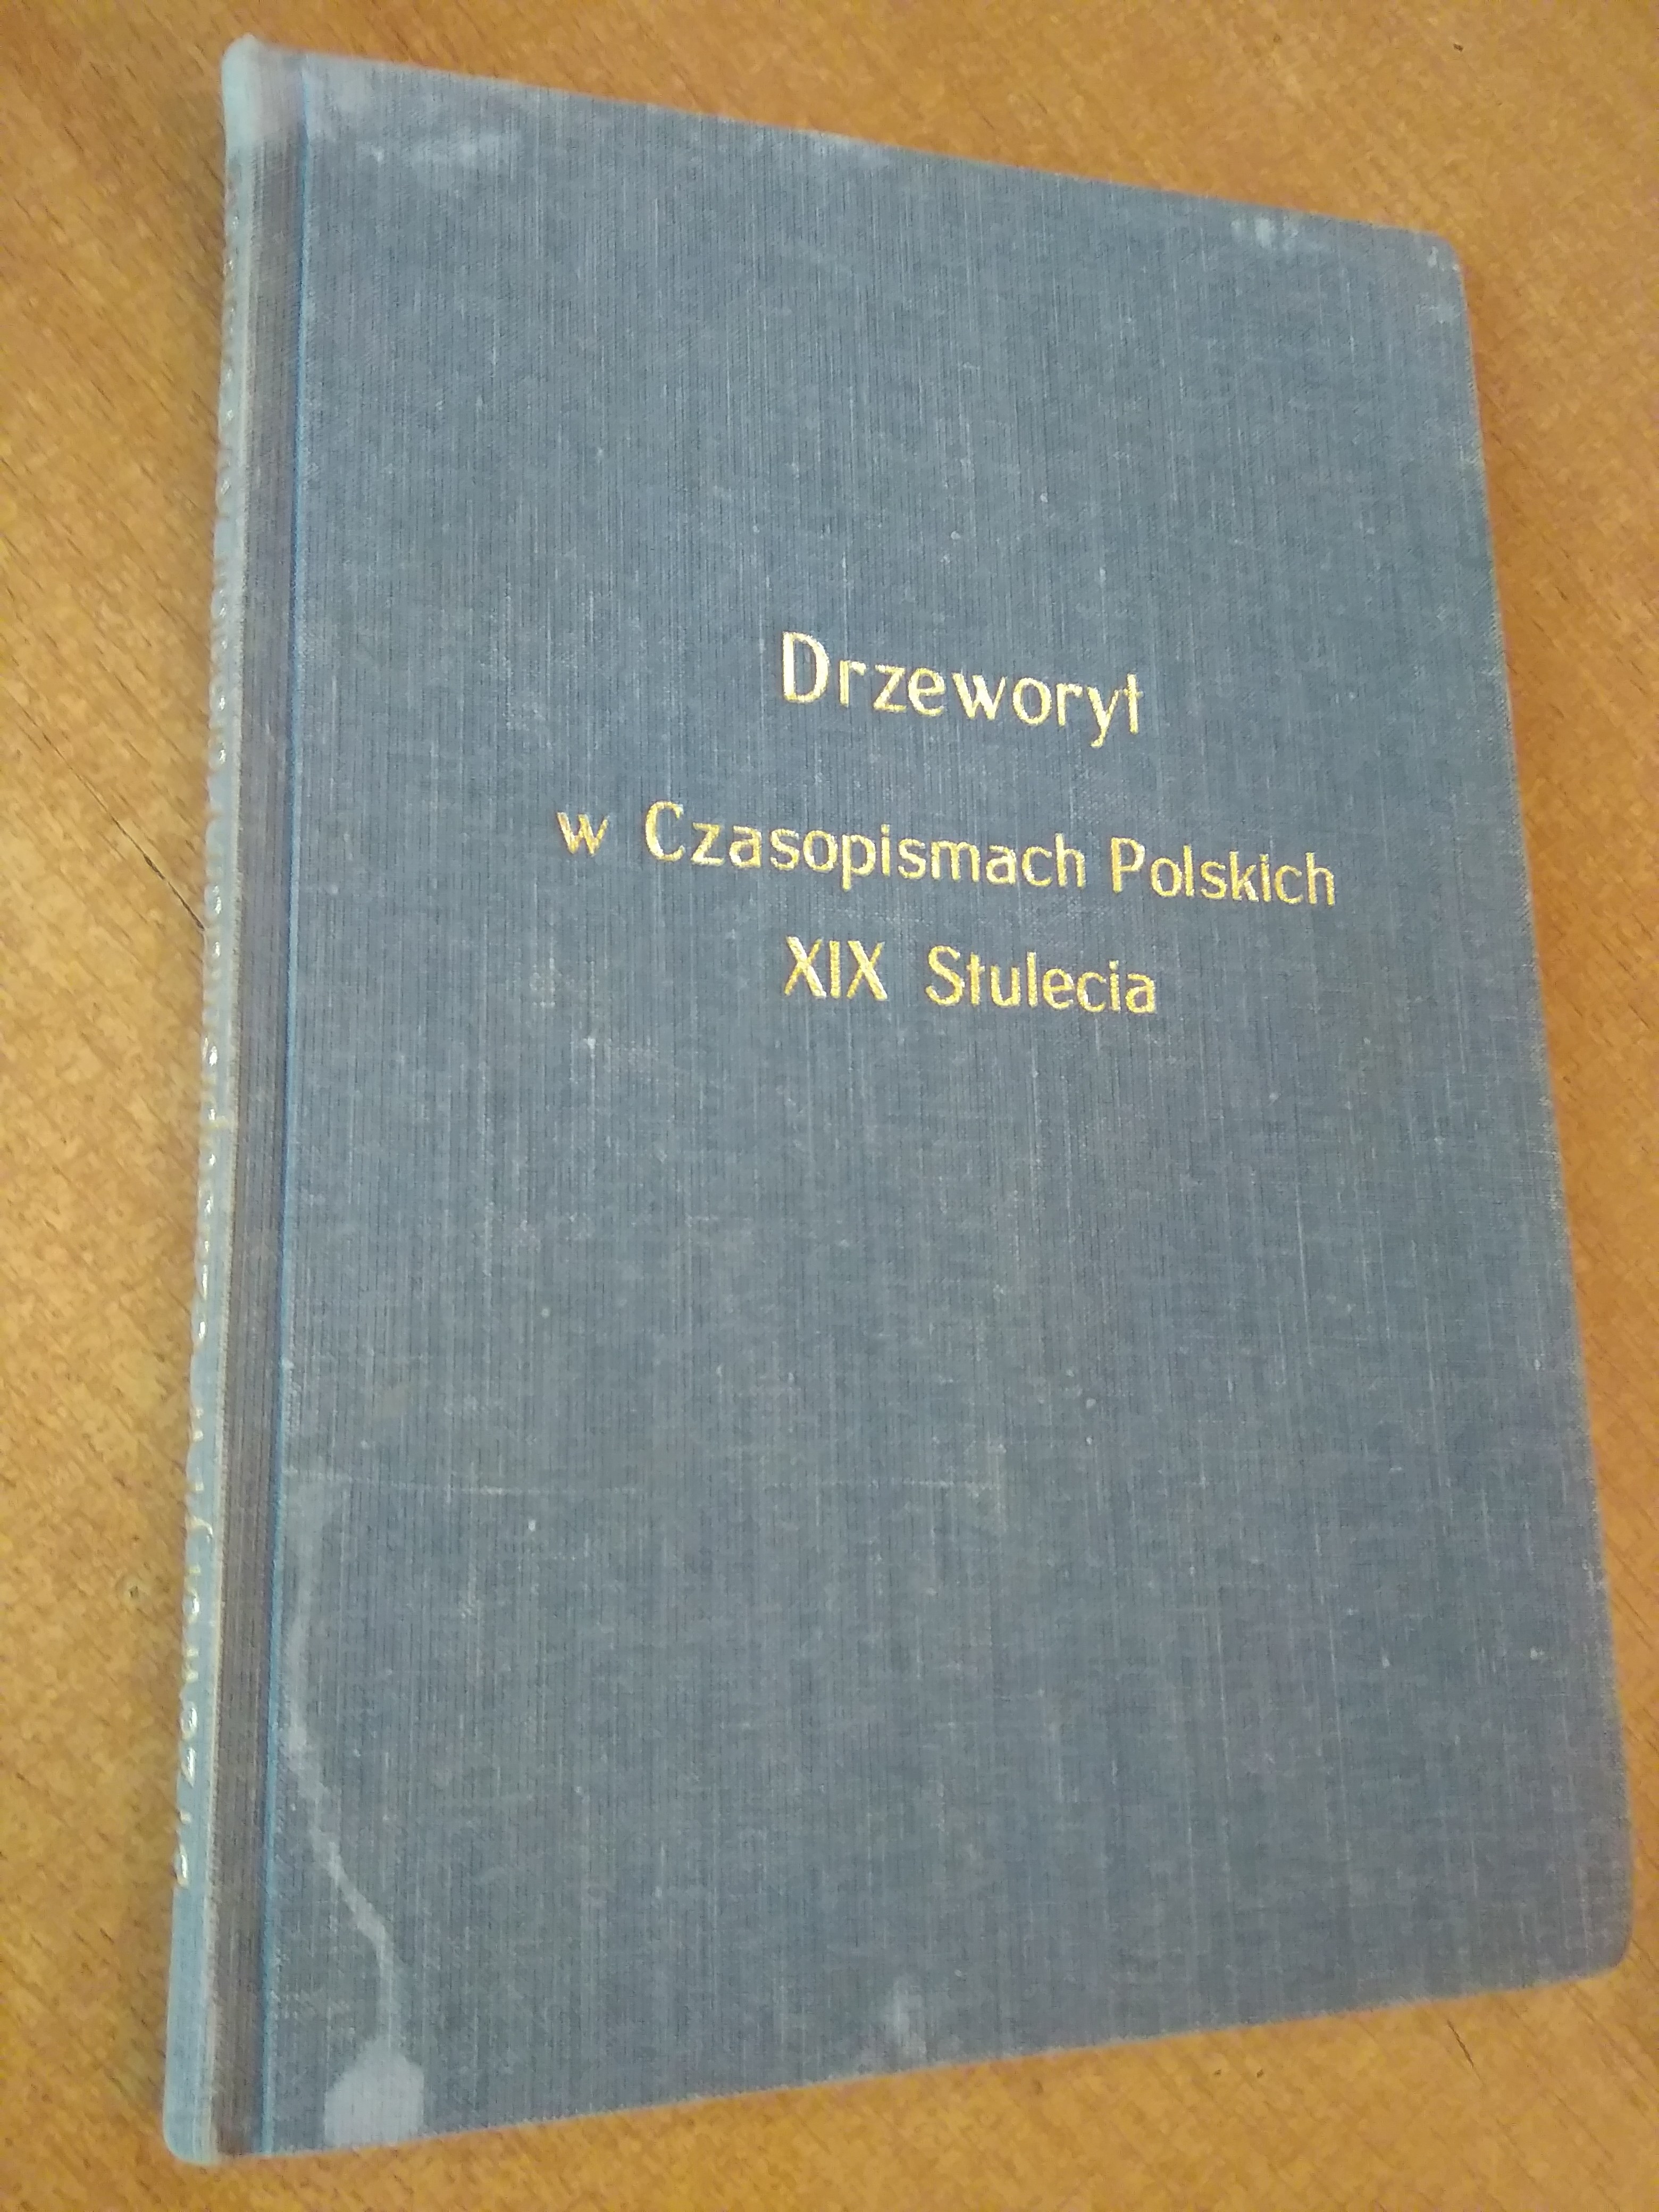 Drzeworyt
w Czasopismach Polskich
XIX Stulecia